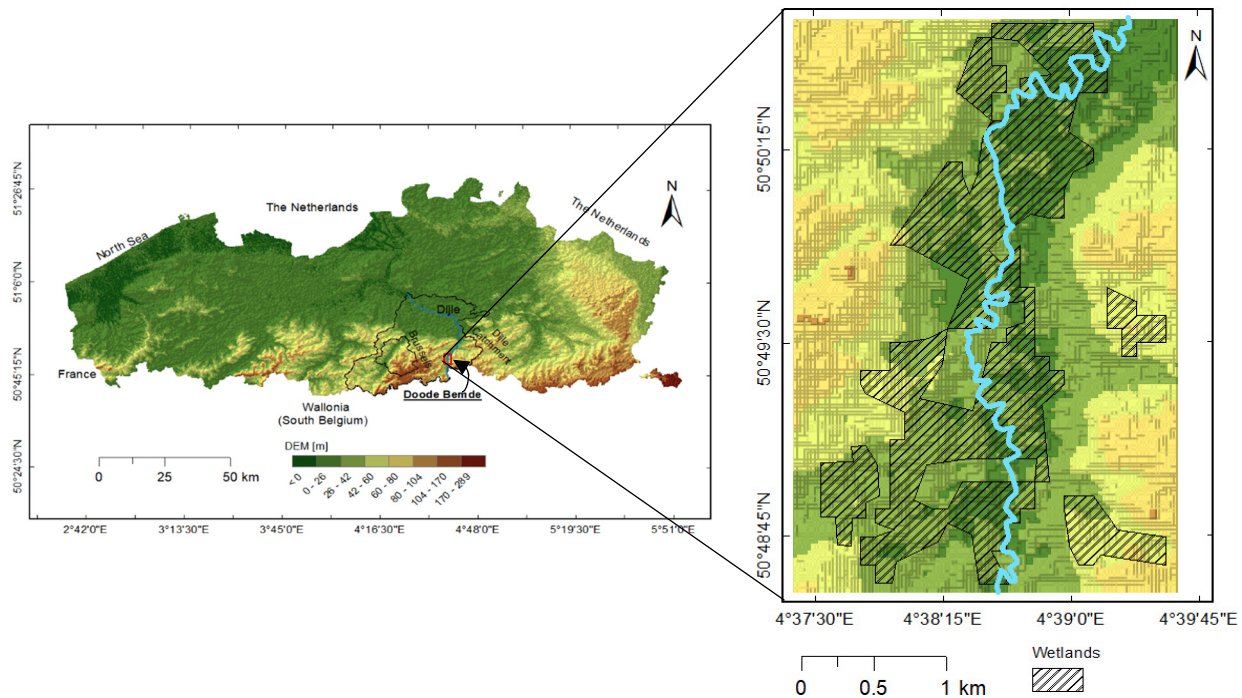 N
The Netherlands
The Netherlands
North Sea
Dijle
Dijle
Catchment
Brussels
France
Wallonia
(South Belgium)
Doode Bemde
DEM [m]
< 0
0 - 26
26 - 42
42 - 60
60 - 80
80 - 104
104 - 170
170 - 289
0 25 50 km
51°26'45"N
51°6'0"N
50°45'15"N
50°24'30"N
2°42'0"E 3°13'30"E 3°45'0"E 4°16'30"E 4°48'0"E 5°19'30"E 5°51'0"E
N
50°50'15"N
50°49'30"N
50°48'45"N
4°37'30"E 4°38'15"E 4°39'0"E 4°39'45"E
Wetlands
0 0.5 1 km